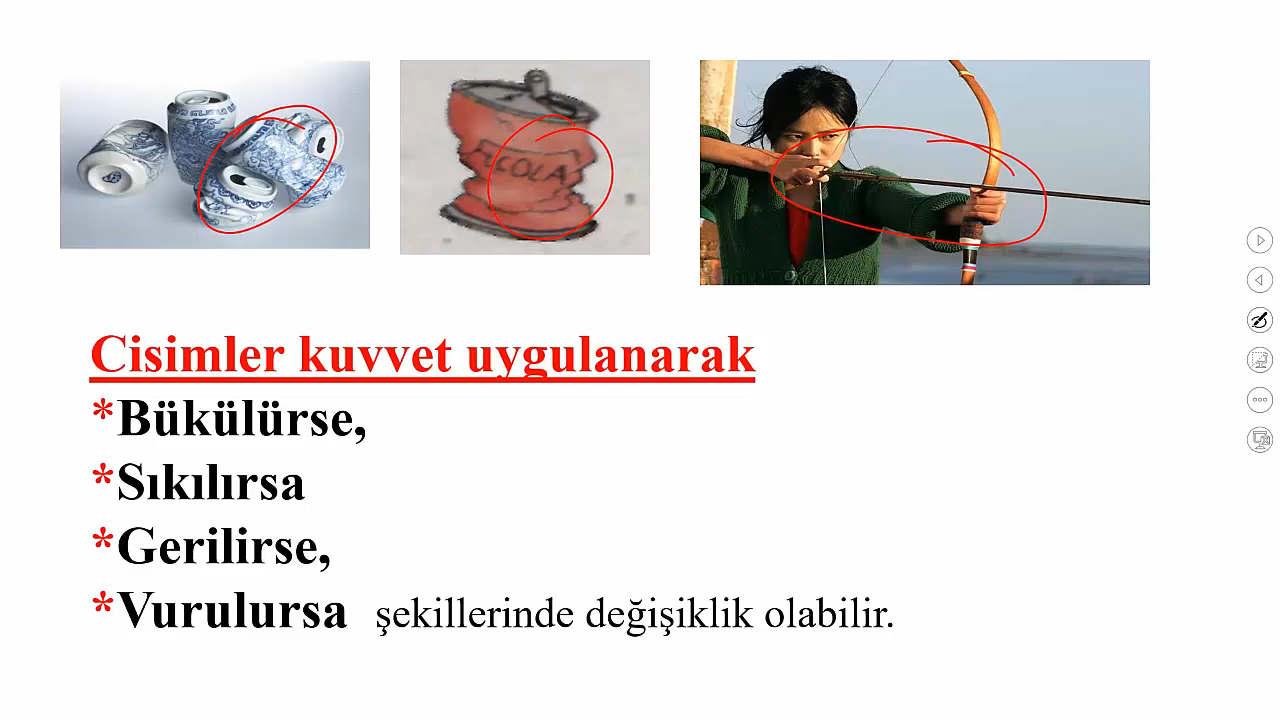 Cisimler kuvvet uygulanarak
*Bükülürse,
*Sıkılırsa
*Gerilirse,
*Vurulursa şekillerinde değişiklik olabilir.